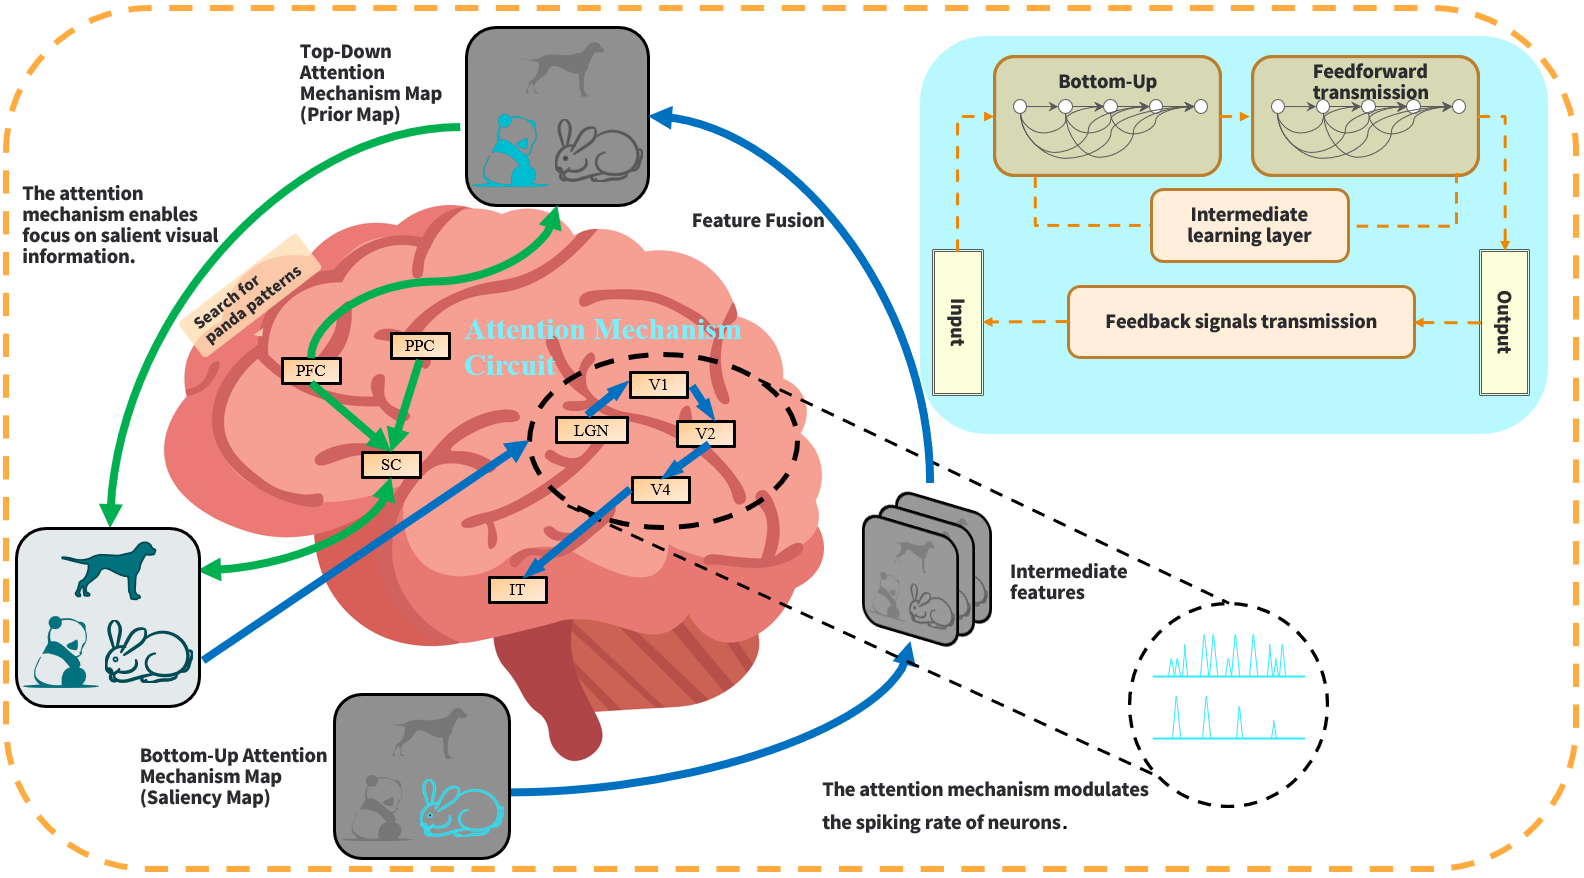 Top-Down
Attention
Mechanism Map
(Prior Map)
The attention
mechanism enables
focus on salient visual
information.
Search for
panda patterns
Feature Fusion
Attention Mechanism
Circuit
PFC
PPC
SC
LGN
V1
V2
V4
IT
Bottom-Up Attention
Mechanism Map
(Saliency Map)
Intermediate
features
The attention mechanism modulates
the spiking rate of neurons.
Bottom-Up
Feedforward
transmission
Intermediate
learning layer
Input
Feedback signals transmission
Output